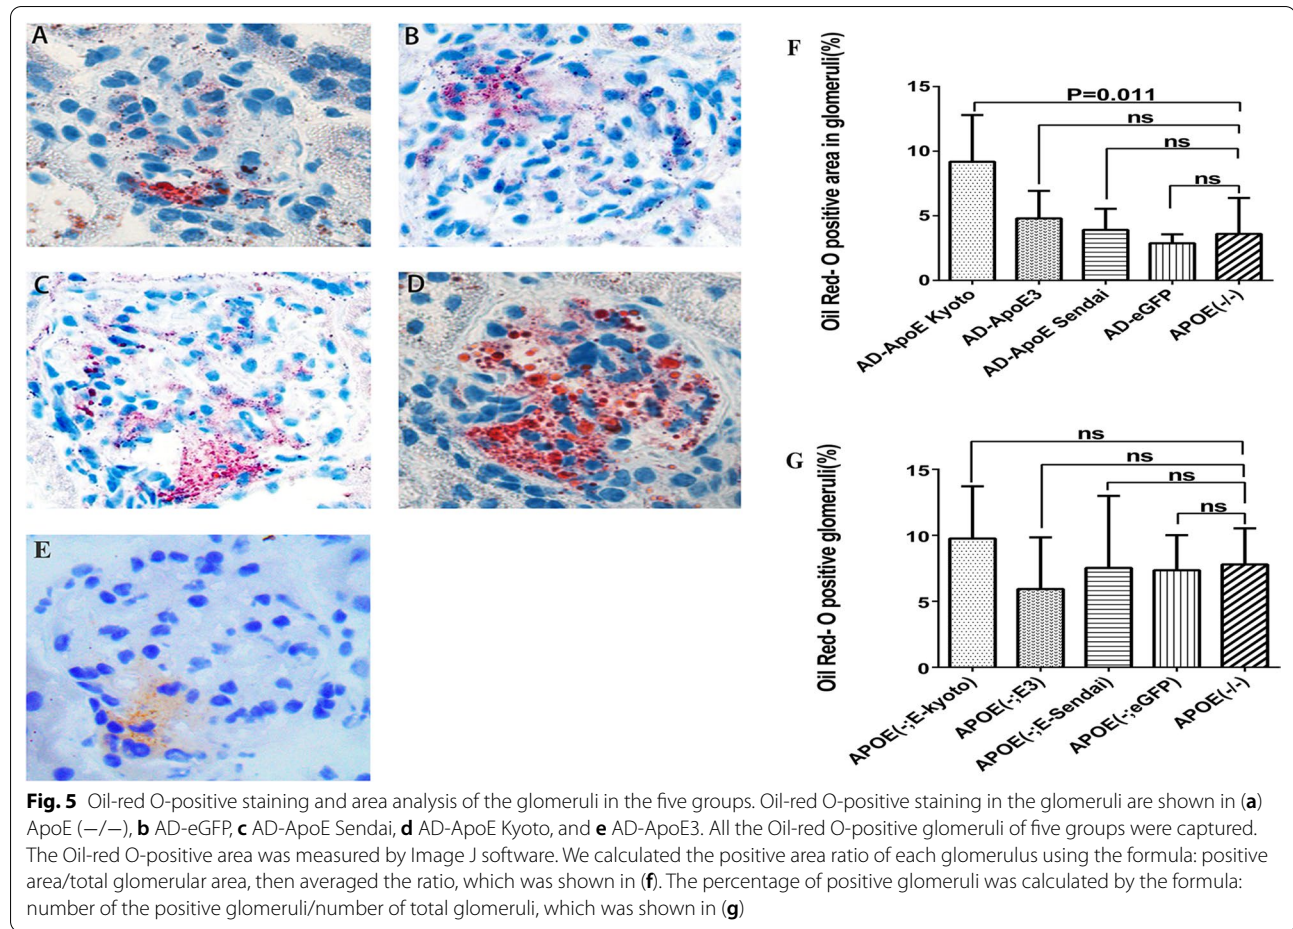 A
B
C
D
E
F
Oil Red- O positive area in glomeruli(%)
15
10
5
0
P=0.011
ns
ns
ns
AD-ApoE Kyoto
AD-ApoE3
AD-ApoE Sendai
AD-eGFP
APOE(-/-)
G
Oil Red- O positive glomeruli(%)
15
10
5
0
ns
ns
ns
ns
APOE(-;E-kyoto)
APOE(-;E3)
APOE(-;E-Sendai)
APOE(-;eGFP)
APOE(-/-)
Fig. 5 Oil-red O-positive staining and area analysis of the glomeruli in the five groups. Oil-red O-positive staining in the glomeruli are shown in (a)
ApoE (−/−), b AD-eGFP, c AD-ApoE Sendai, d AD-ApoE Kyoto, and e AD-ApoE3. All the Oil-red O-positive glomeruli of five groups were captured.
The Oil-red O-positive area was measured by Image J software. We calculated the positive area ratio of each glomerulus using the formula: positive
area/total glomerular area, then averaged the ratio, which was shown in (f). The percentage of positive glomeruli was calculated by the formula:
number of the positive glomeruli/number of total glomeruli, which was shown in (g)